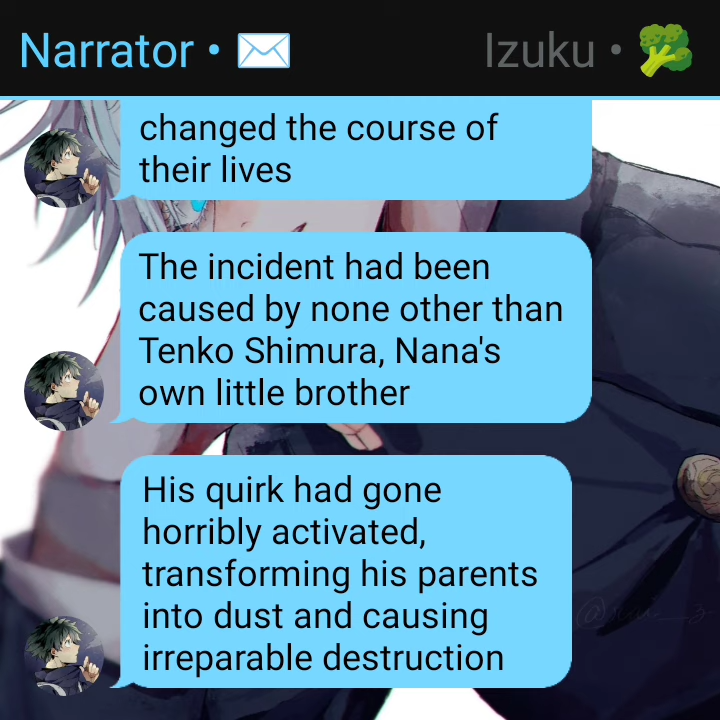 Narrator • ✉️
Izuku • 🥦
changed the course of
their lives
The incident had been
caused by none other than
Tenko Shimura, Nana's
own little brother
His quirk had gone
horribly activated,
transforming his parents
into dust and causing
irreparable destruction